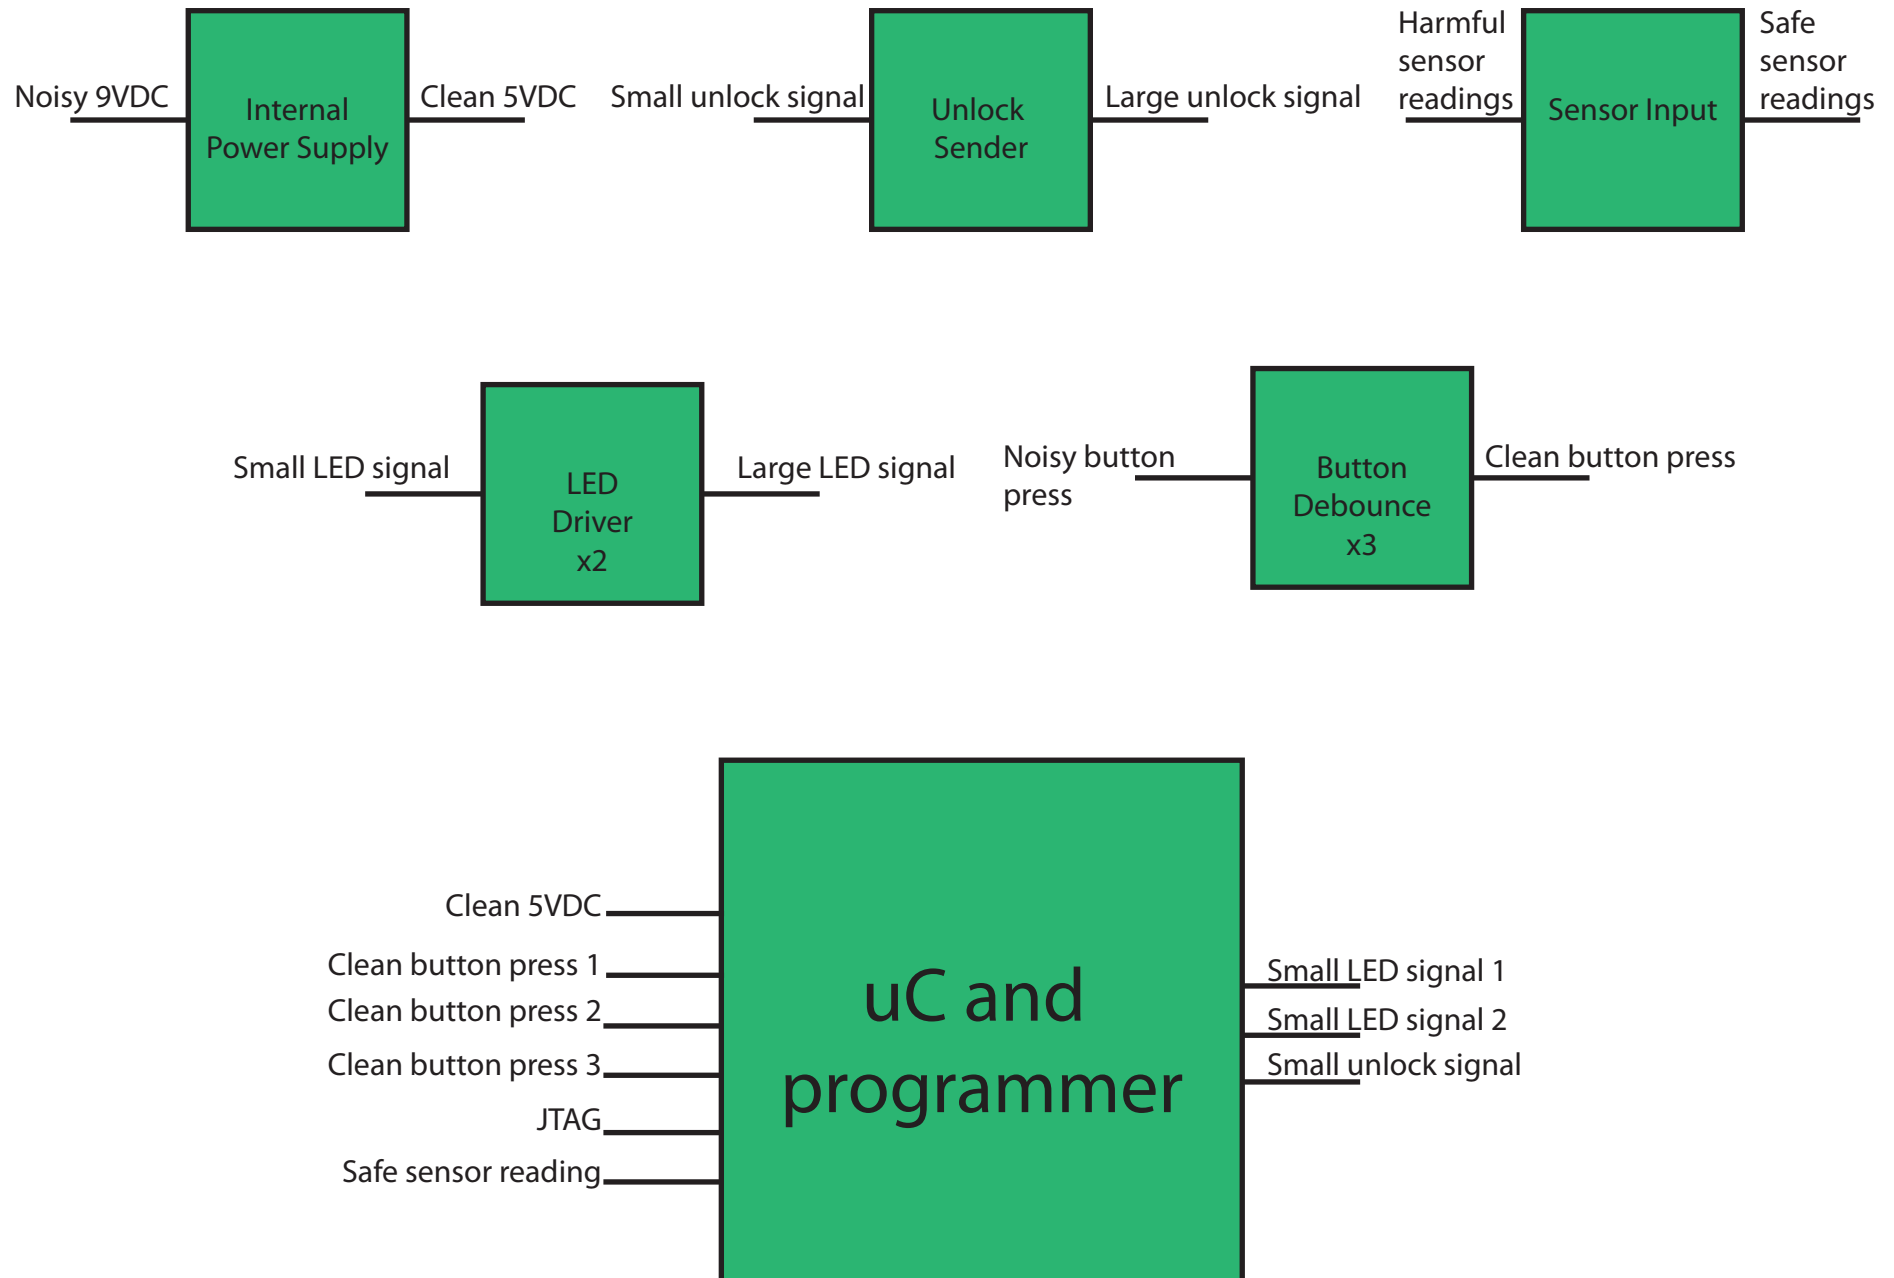 Noisy 9VDC
Internal
Power Supply
Clean 5VDC
Small unlock signal
Unlock
Sender
Large unlock signal
Harmful
sensor
readings
Sensor Input
Safe
sensor
readings
Small LED signal
LED
Driver
x2
Large LED signal
Noisy button
press
Button
Debounce
x3
Clean button press
Clean 5VDC
Clean button press 1
Clean button press 2
Clean button press 3
JTAG
Safe sensor reading
uC and
programmer
Small LED signal 1
Small LED signal 2
Small unlock signal